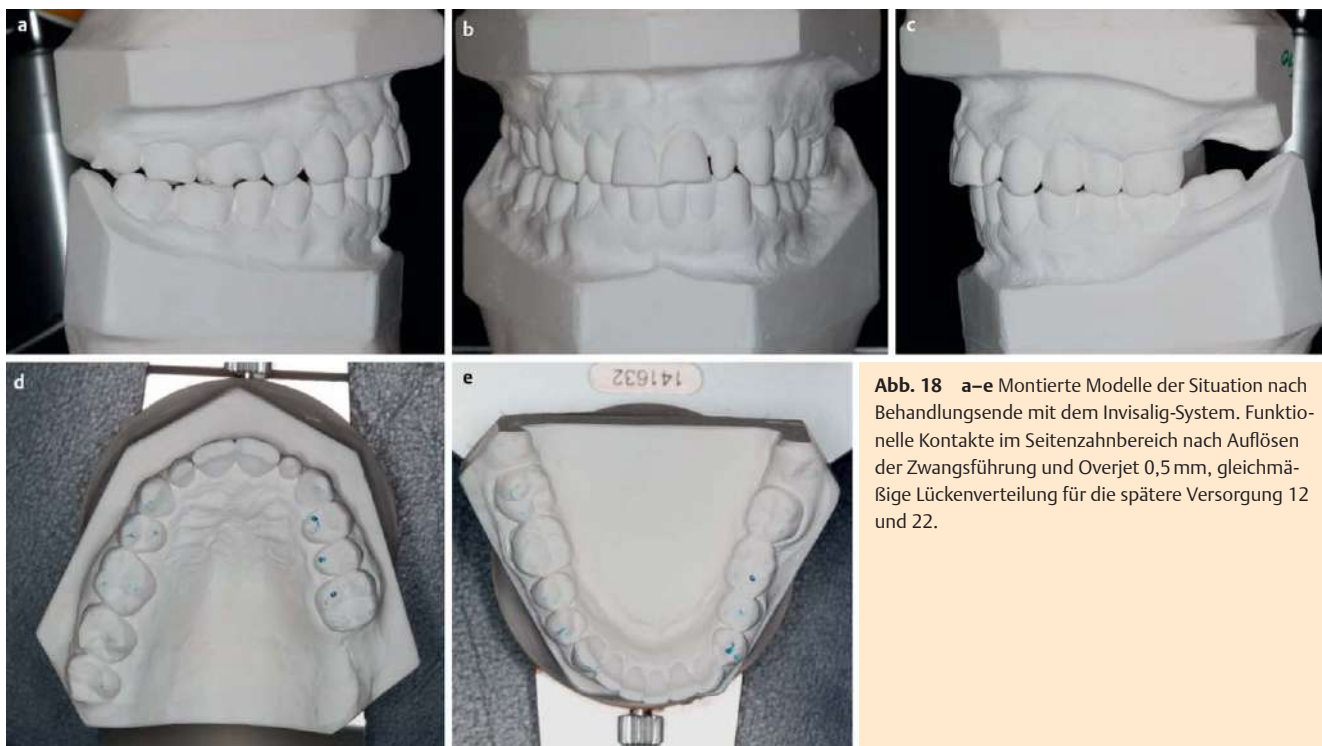 a
b
c
d
e
141632
Abb. 18 a–e Montierte Modelle der Situation nach
Behandlungsende mit dem Invisalig-System. Funktio-
nelle Kontakte im Seitenzahnbereich nach Auflösen
der Zwangsführung und Overjet 0,5 mm, gleichmä-
ßige Lückenverteilung für die spätere Versorgung 12
und 22.